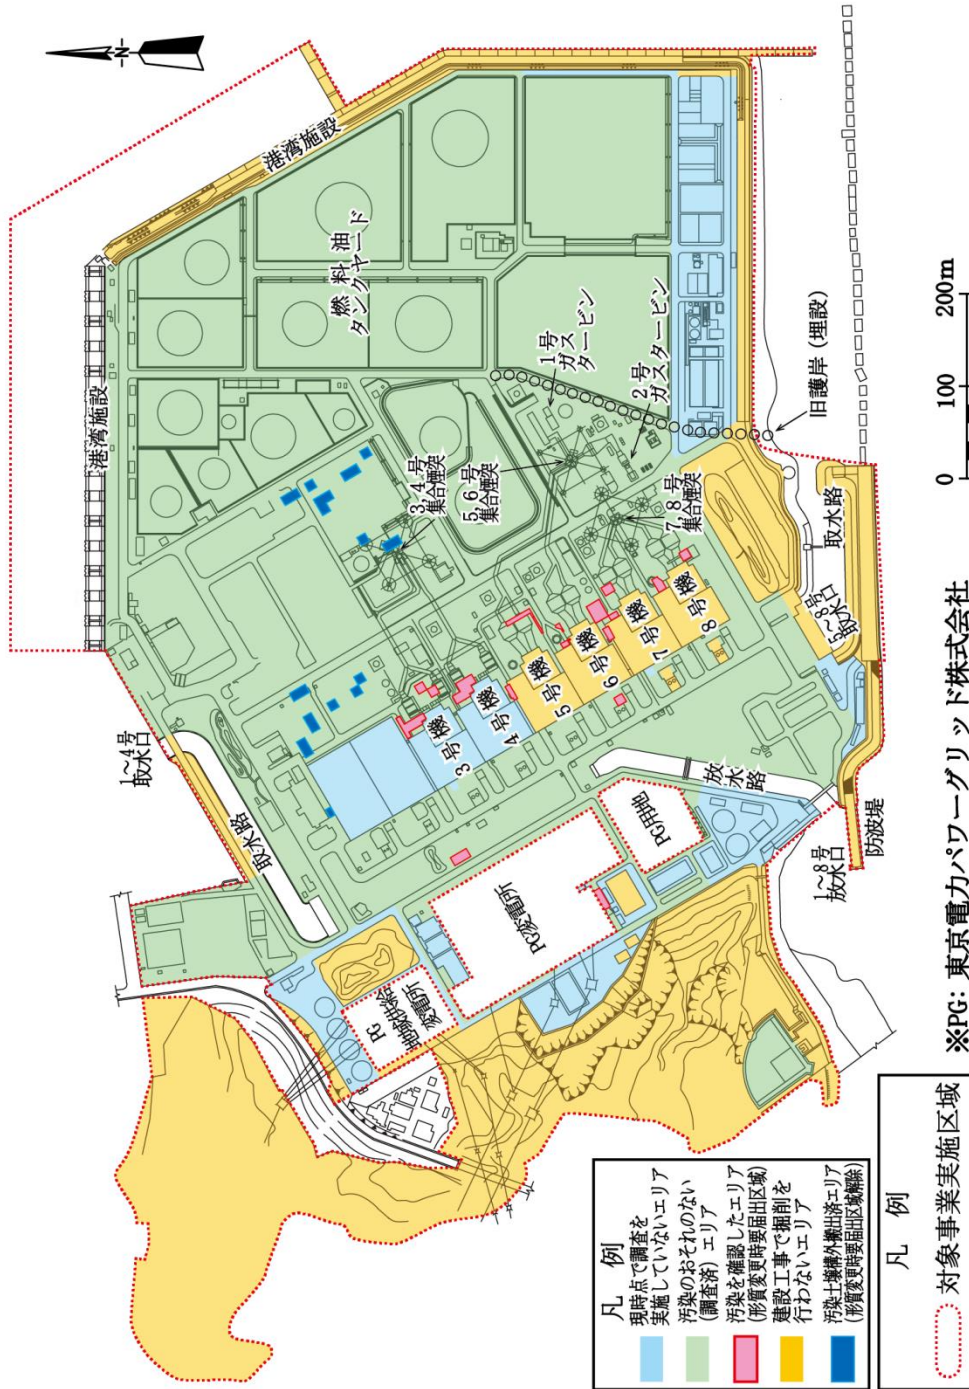 N
港湾施設
港湾施設
燃料油
タンクヤード
1号
ガス
タービン
2号
ガスタービン
3,4号
集合煙突
5,6号
集合煙突
7,8号
集合煙突
旧護岸(埋設)
取水路
6~8号
取水口
1~4号
取水口
取水路
3号機
4号機
5号機
6号機
7号機
8号機
放水路
PG用地
PG変電所
PG
地域供給
変電所
1~8号
放水口
防波堤
0 100 200m
※PG: 東京電力パワーグリッド株式会社
凡 例
現時点で調査を
実施していないエリア
汚染のおそれのない
(調査済) エリア
汚染を確認したエリア
(形質変更時要届出区域)
建設工事で掘削を
行わないエリア
汚染土壌構外搬出済エリア
(形質変更時要届出区域解除)
凡 例
対象事業実施区域